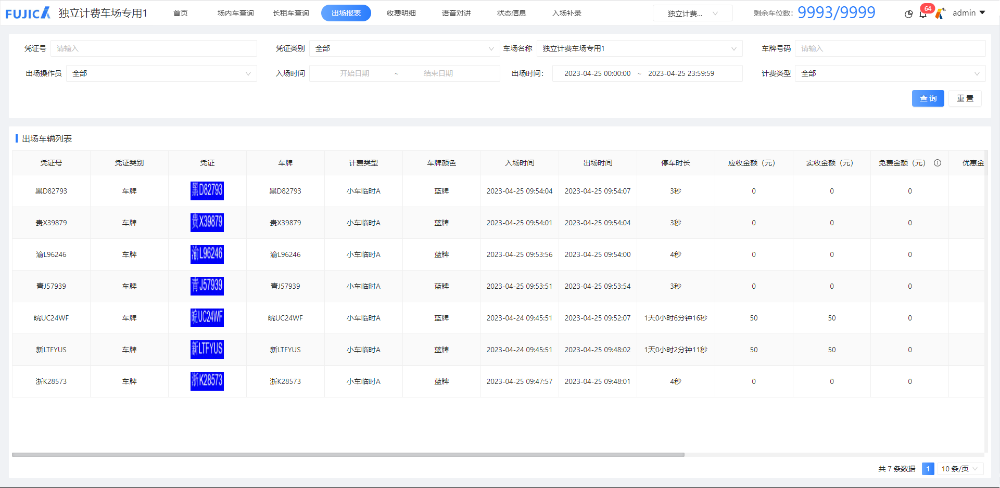 FUJICA 独立计费车场专用1 首页 场内车查询 长租车查询 出场报表 收费明细 语音对讲 状态信息 入场补录 独立计费... 剩余车位数: 9993/9999 64 admin
凭证号 请输入 凭证类别 全部 车场名称 独立计费车场专用1 车牌号码 请输入
出场操作员 全部 入场时间 开始日期 ~ 结束日期 出场时间: 2023-04-25 00:00:00 ~ 2023-04-25 23:59:59 计费类型 全部
查 询 重 置
出场车辆列表
凭证号 凭证类别 凭证 车牌 计费类型 车牌颜色 入场时间 出场时间 停车时长 应收金额（元） 实收金额（元） 免费金额（元） 优惠金
黑D82793 车牌 黑D82793 黑D82793 小车临时A 蓝牌 2023-04-25 09:54:04 2023-04-25 09:54:07 3秒 0 0 0
贵X39879 车牌 贵X39879 贵X39879 小车临时A 蓝牌 2023-04-25 09:54:01 2023-04-25 09:54:04 3秒 0 0 0
渝L96246 车牌 渝L96246 渝L96246 小车临时A 蓝牌 2023-04-25 09:53:56 2023-04-25 09:54:00 4秒 0 0 0
青J57939 车牌 青J57939 青J57939 小车临时A 蓝牌 2023-04-25 09:53:51 2023-04-25 09:53:54 3秒 0 0 0
皖UC24WF 车牌 皖UC24WF 皖UC24WF 小车临时A 蓝牌 2023-04-24 09:45:51 2023-04-25 09:52:07 1天0小时6分钟16秒 50 50 0
新LTFYUS 车牌 新LTFYUS 新LTFYUS 小车临时A 蓝牌 2023-04-24 09:45:51 2023-04-25 09:48:02 1天0小时2分钟11秒 50 50 0
浙K28573 车牌 浙K28573 浙K28573 小车临时A 蓝牌 2023-04-25 09:47:57 2023-04-25 09:48:01 4秒 0 0 0
共 7 条数据 1 10 条/页